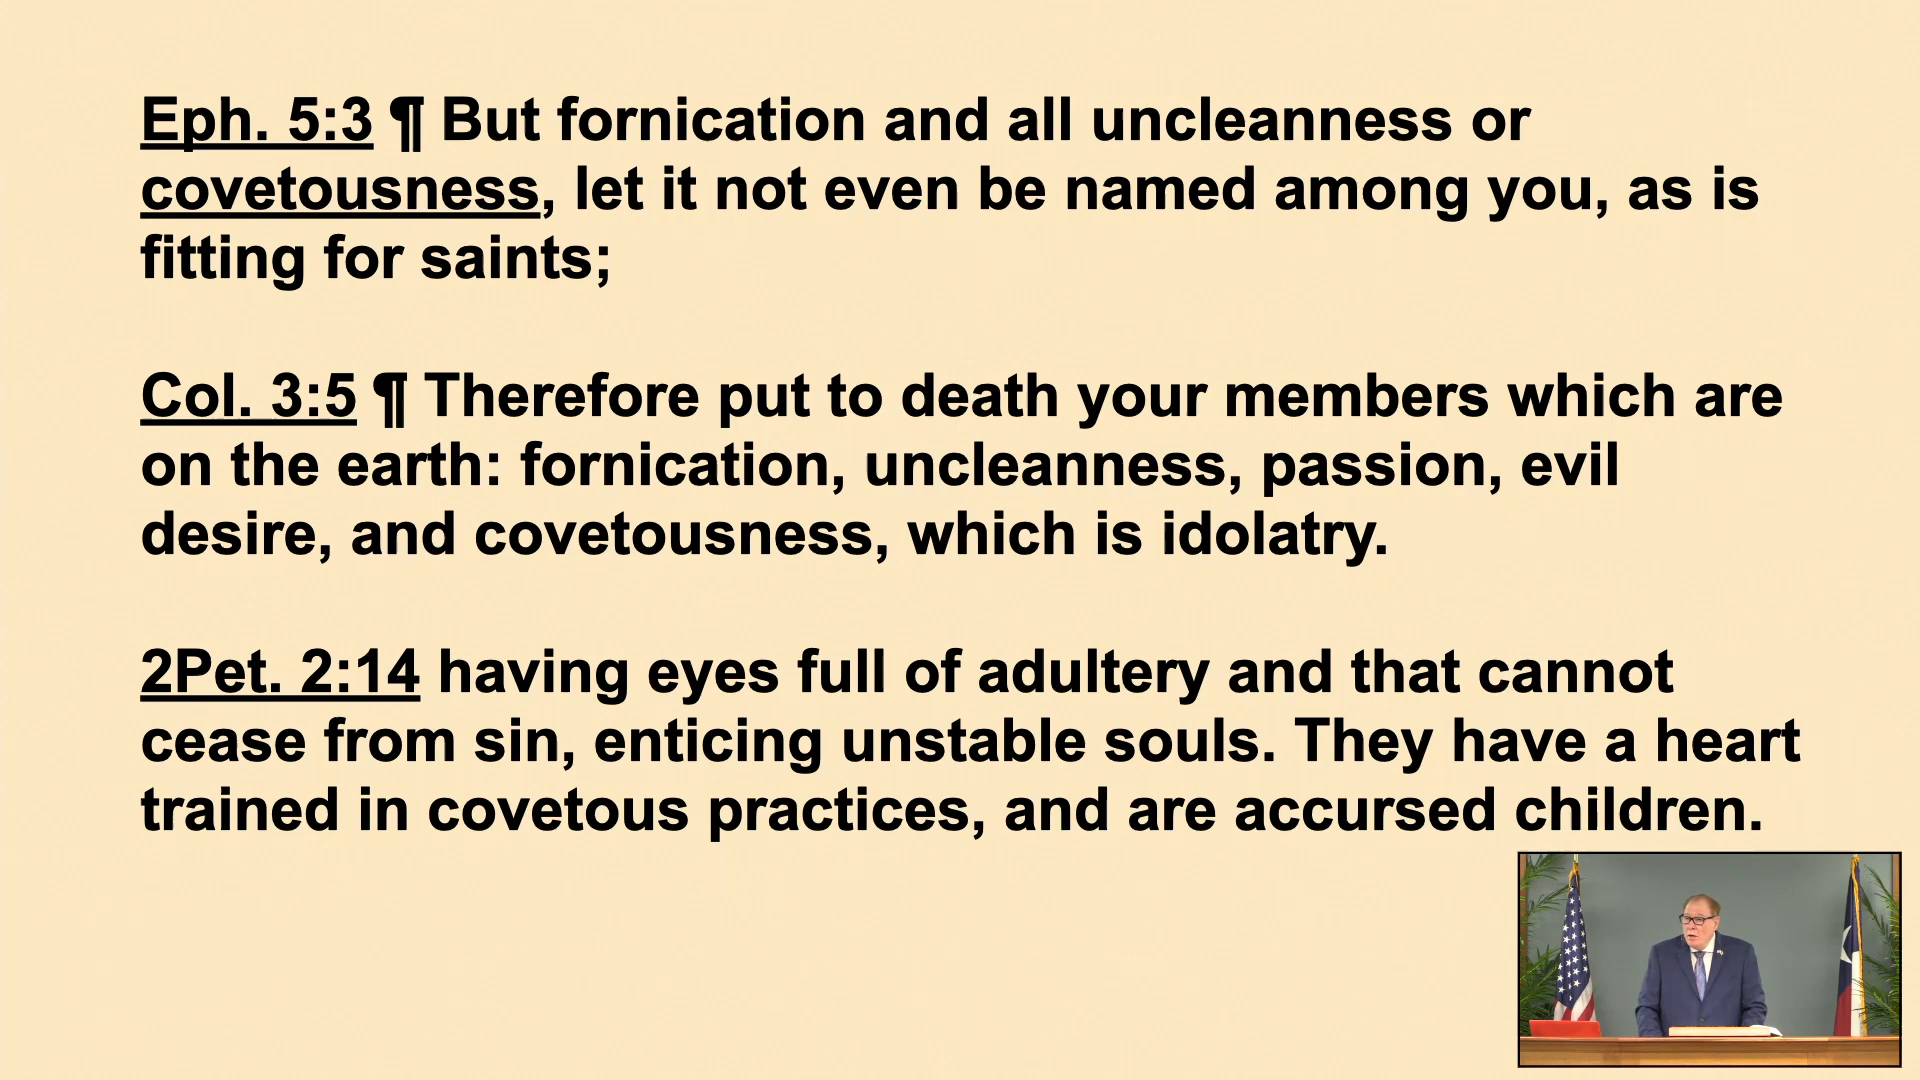 Eph. 5:3 ¶ But fornication and all uncleanness or
covetousness, let it not even be named among you, as is
fitting for saints;
Col. 3:5 ¶ Therefore put to death your members which are
on the earth: fornication, uncleanness, passion, evil
desire, and covetousness, which is idolatry.
2Pet. 2:14 having eyes full of adultery and that cannot
cease from sin, enticing unstable souls. They have a heart
trained in covetous practices, and are accursed children.